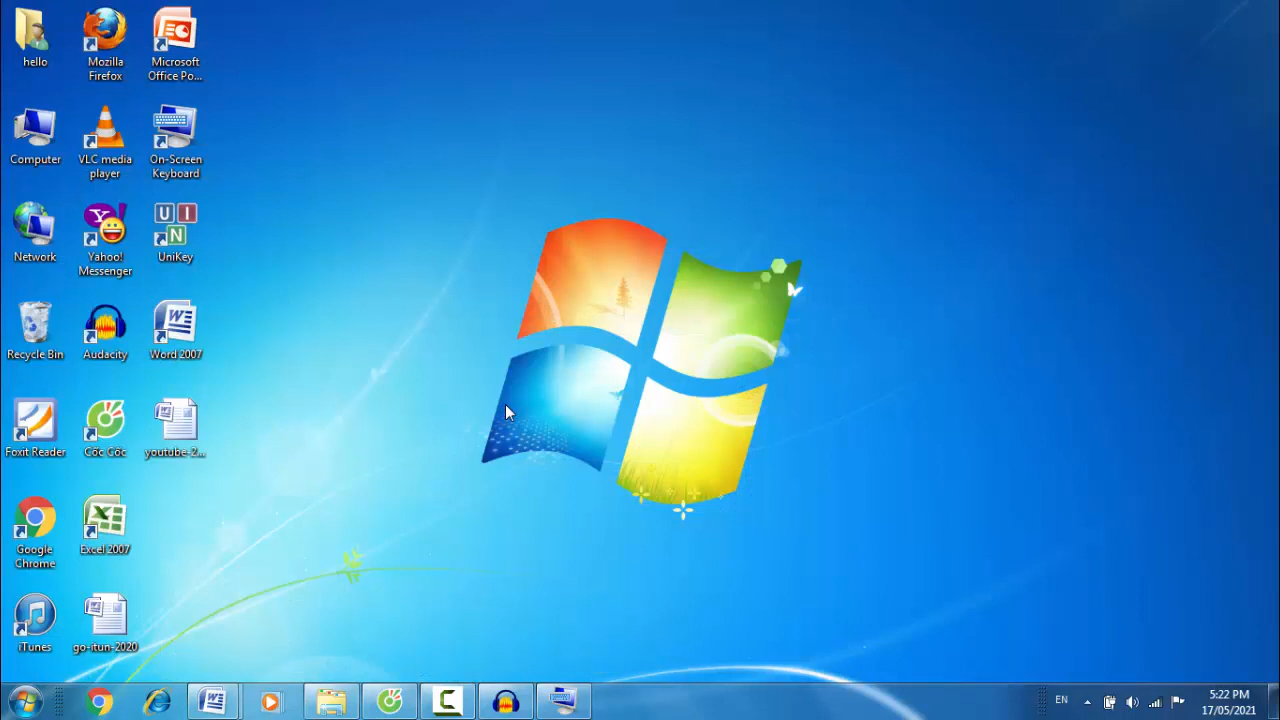 hello
Mozilla
Firefox
Microsoft
Office Po...
Computer
VLC media
player
On-Screen
Keyboard
Network
Yahoo!
Messenger
U I
N
UniKey
Recycle Bin
Audacity
Word 2007
Foxit Reader
Cốc Cốc
youtube-2...
Google
Chrome
Excel 2007
iTunes
go-itun-2020
EN
5:22 PM
17/05/2021